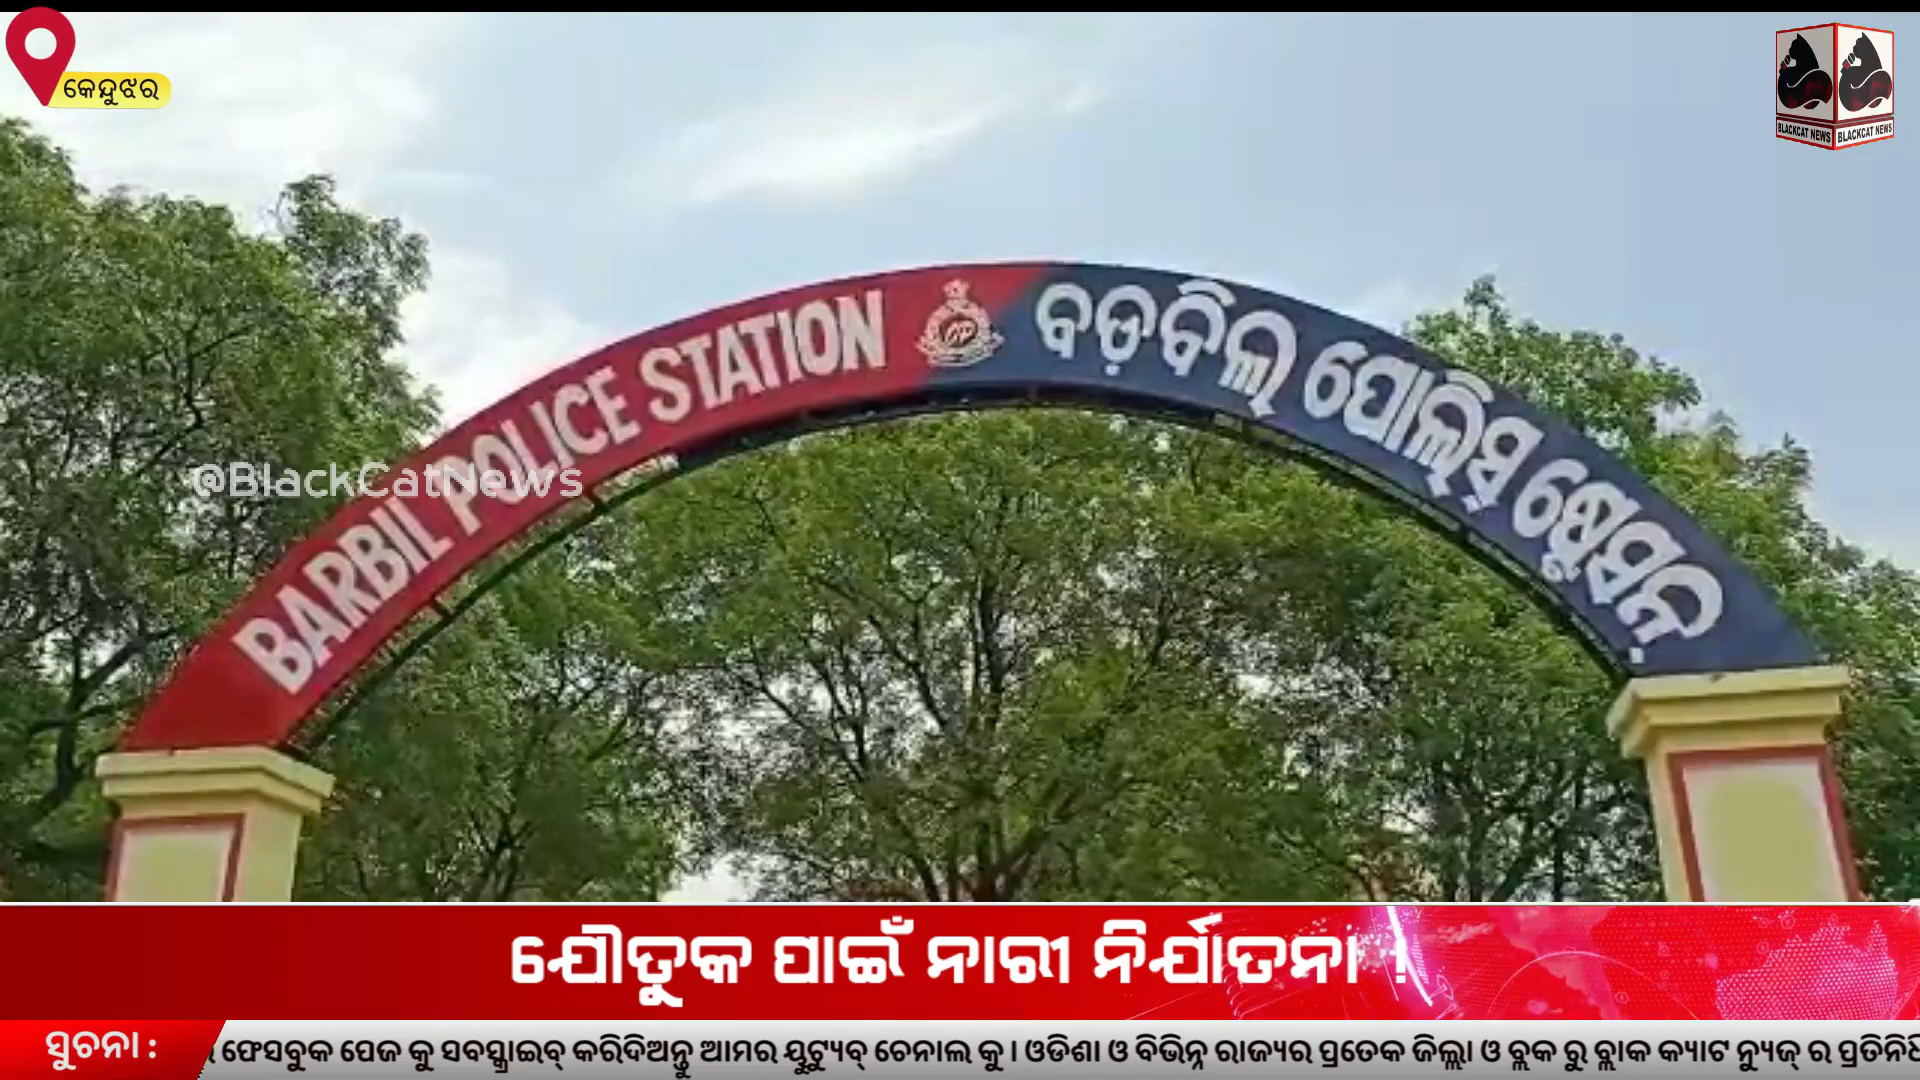 କେନ୍ଦୁଝର
BLACKCAT NEWS BLACKCAT NEWS
BARBIL POLICE STATION ବଡ଼ବିଲ ପୋଲିସ୍ ଷ୍ଟେସନ୍
@BlackCatNews
ଯୌତୁକ ପାଇଁ ନାରୀ ନିର୍ଯାତନା !
ସୁଚନା : ଫେସବୁକ ପେଜ କୁ ସବସ୍କ୍ରାଇବ୍ କରିଦିଅନ୍ତୁ ଆମର ୟୁଟ୍ୟୁବ୍ ଚେନାଲ କୁ । ଓଡିଶା ଓ ବିଭିନ୍ନ ରାଜ୍ୟର ପ୍ରତେକ ଜିଲ୍ଲା ଓ ବ୍ଲକ ରୁ ବ୍ଲାକ କ୍ୟାଟ ନ୍ୟୁଜ୍ ର